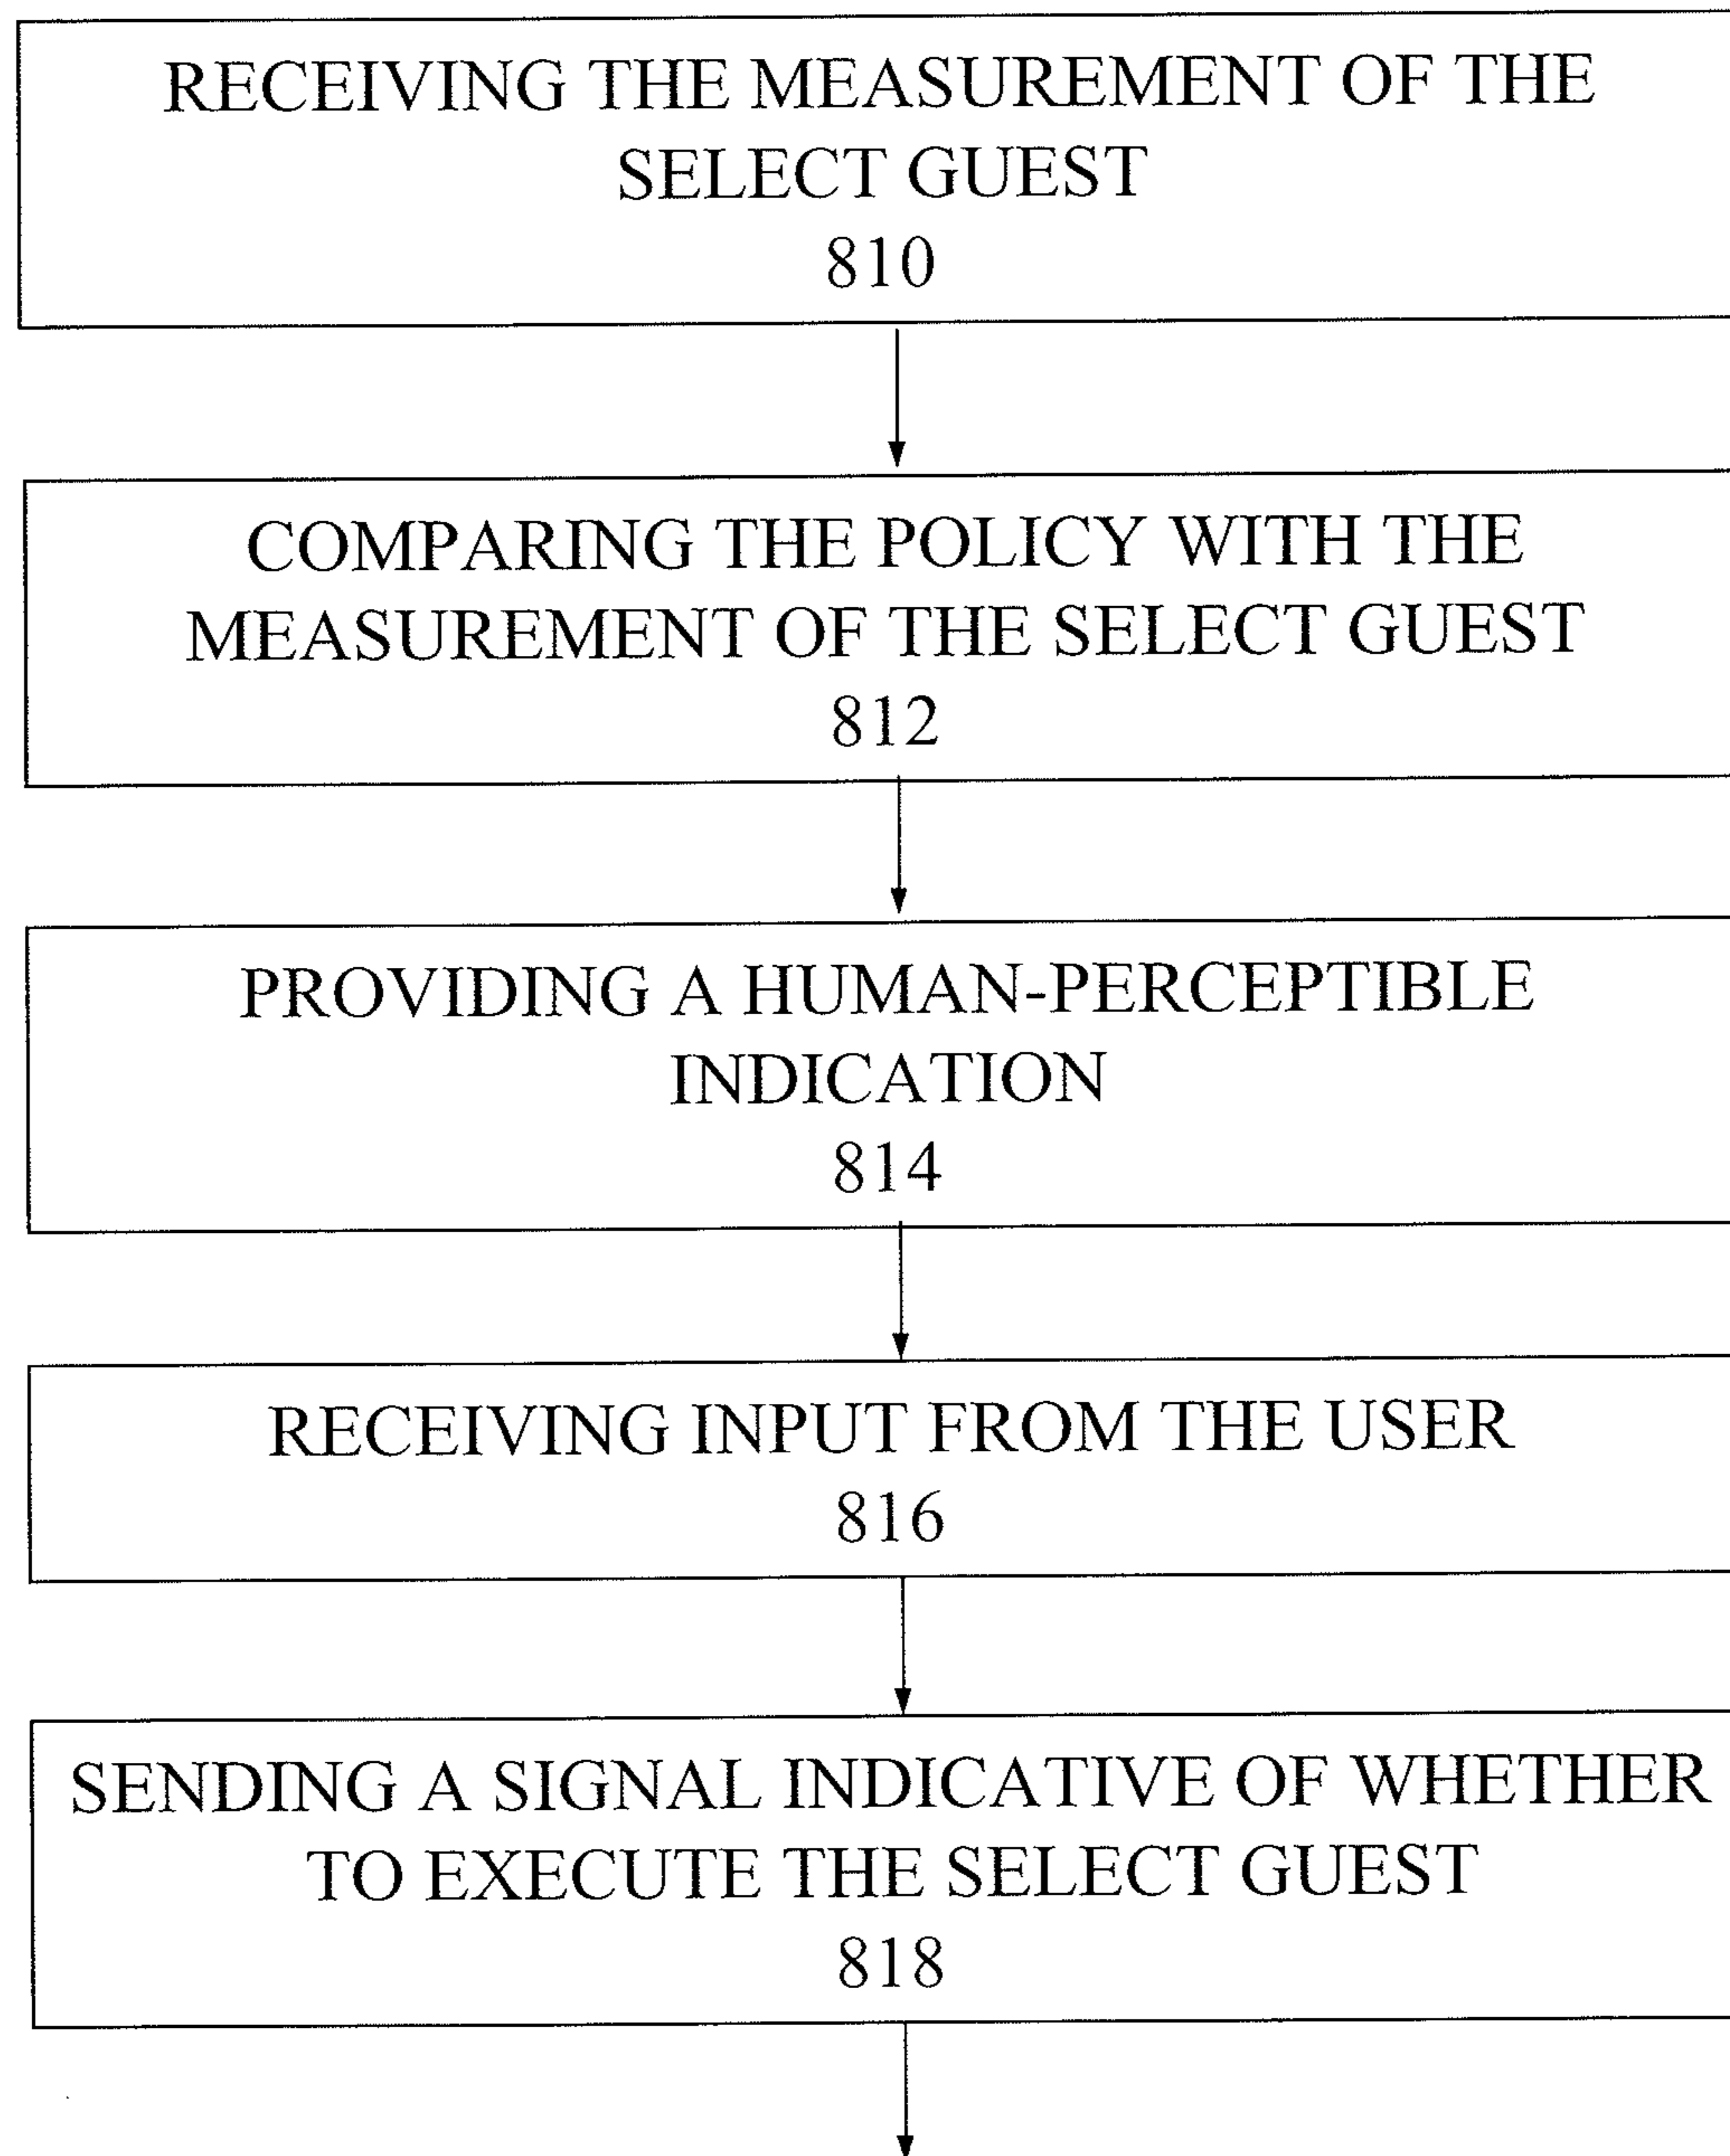 RECEIVING THE MEASUREMENT OF THE
SELECT GUEST
810
COMPARING THE POLICY WITH THE
MEASUREMENT OF THE SELECT GUEST
812
PROVIDING A HUMAN-PERCEPTIBLE
INDICATION
814
RECEIVING INPUT FROM THE USER
816
SENDING A SIGNAL INDICATIVE OF WHETHER
TO EXECUTE THE SELECT GUEST
818